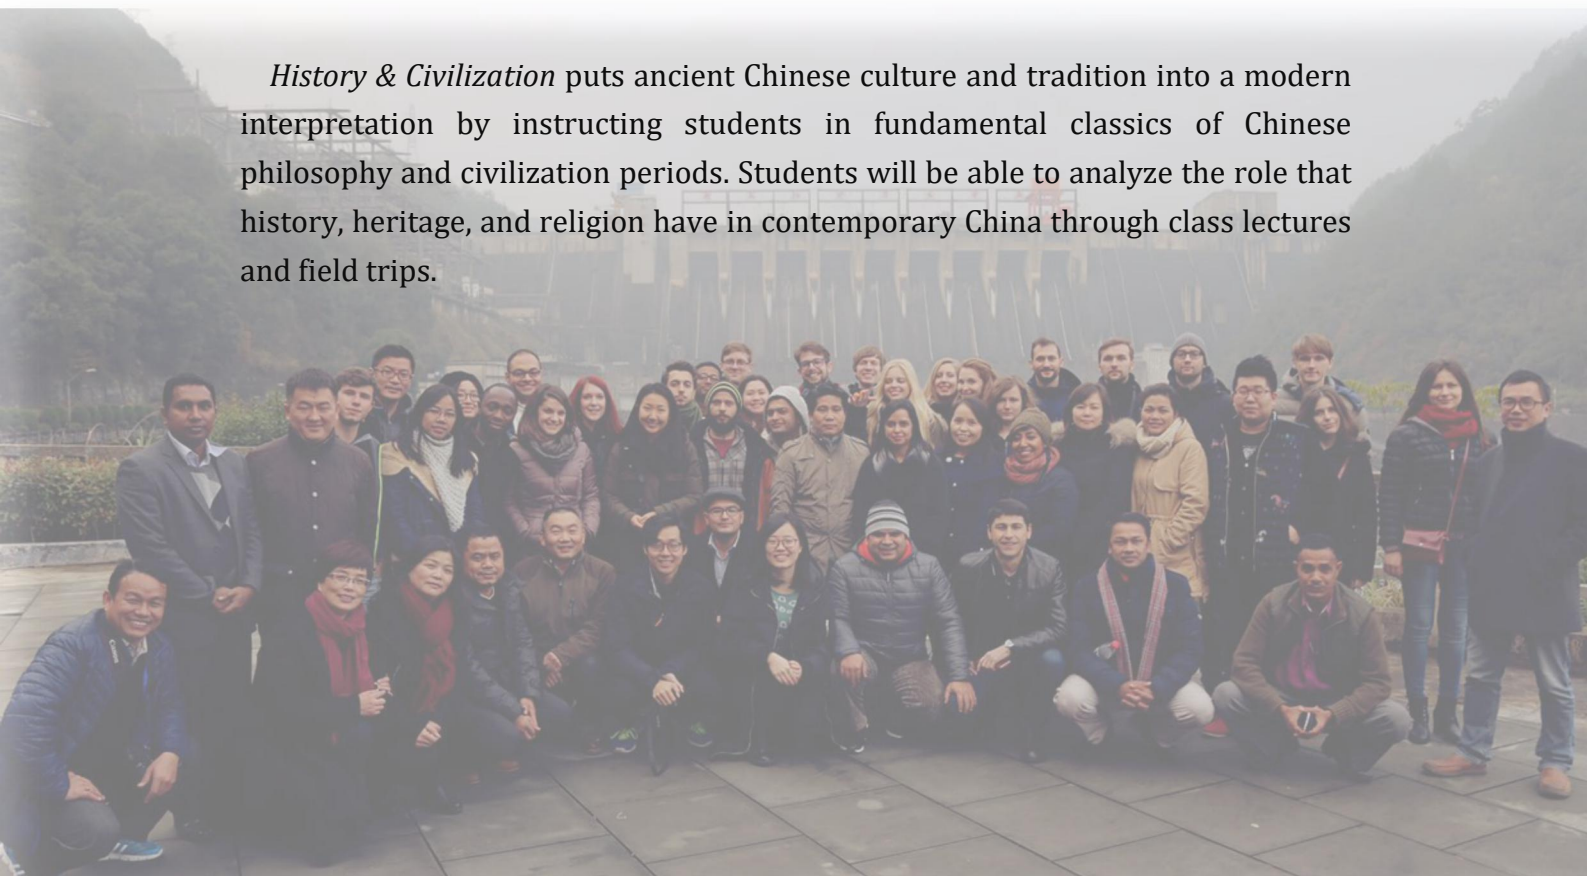 History & Civilization puts ancient Chinese culture and tradition into a modern
interpretation by instructing students in fundamental classics of Chinese
philosophy and civilization periods. Students will be able to analyze the role that
history, heritage, and religion have in contemporary China through class lectures
and field trips.